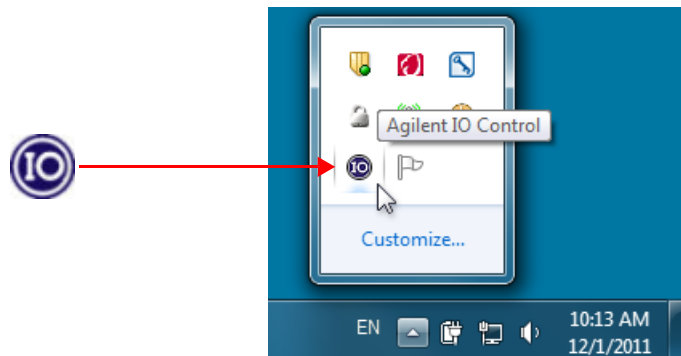 Agilent IO Control
IO
IO
Customize...
EN
10:13 AM
12/1/2011